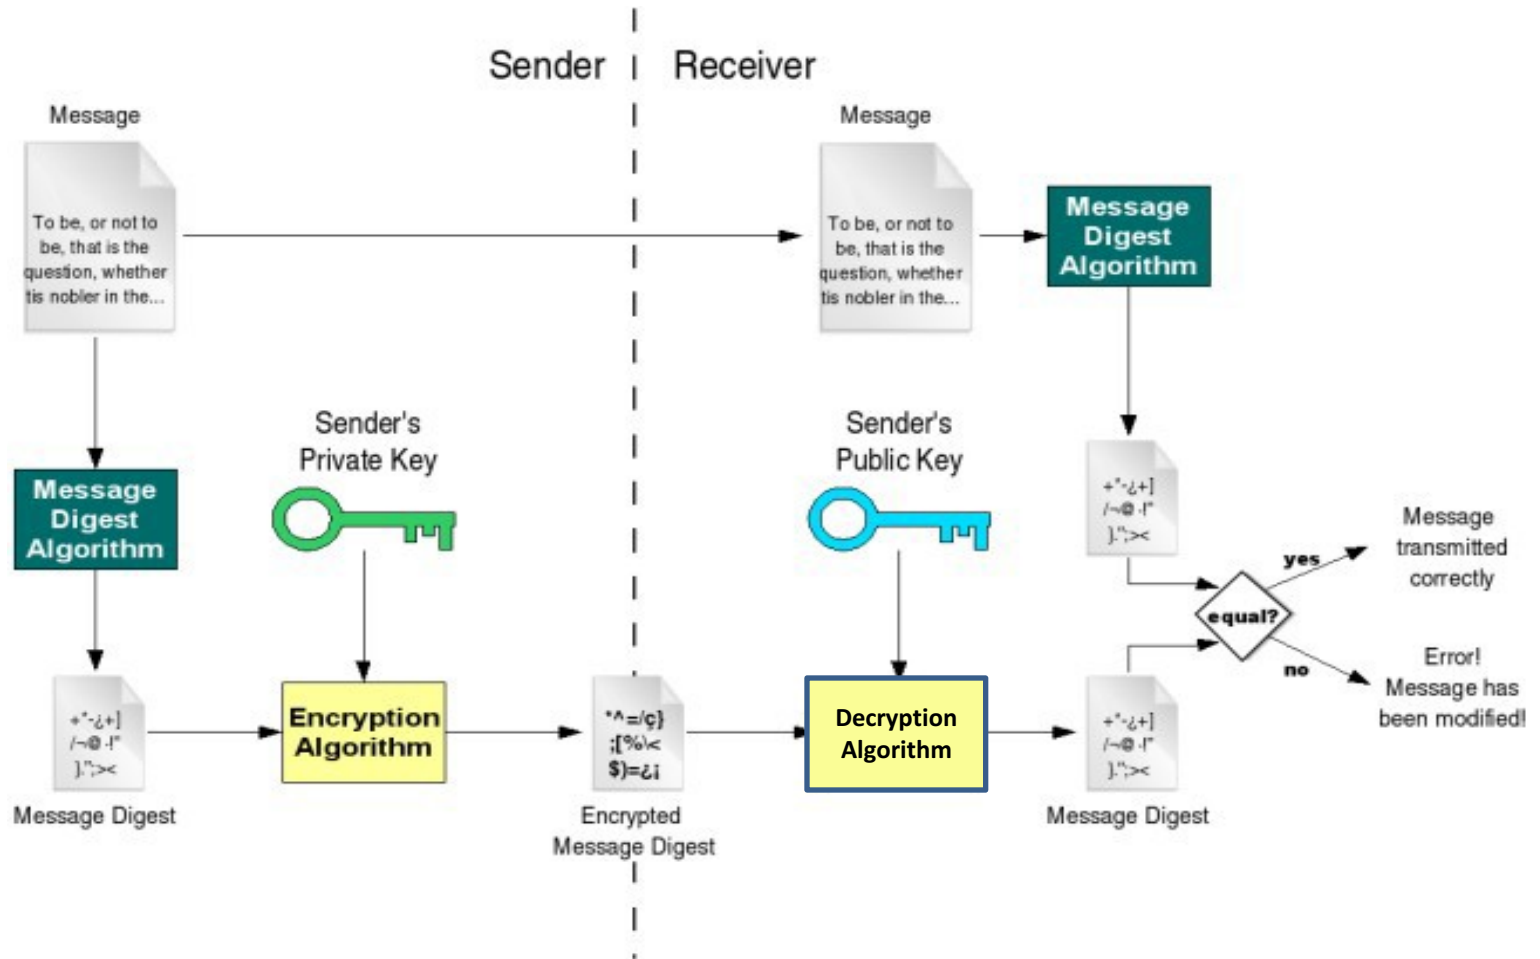 Sender
Receiver
Message
To be, or not to
be, that is the
question, whether
tis nobler in the...
Message
To be, or not to
be, that is the
question, whether
tis nobler in the...
Message
Digest
Algorithm
Sender's
Private Key
Sender's
Public Key
Message
Digest
Algorithm
+*-¿+]
/¬@ -!"
}.";><
yes
Message
transmitted
correctly
equal?
no
Error!
Message has
been modified!
+*-¿+]
/¬@ -!"
}.";><
Message Digest
Encryption
Algorithm
*^=/ç}
;[%\<
$)=¿¡
Encrypted
Message Digest
Decryption
Algorithm
+*-¿+]
/¬@ -!"
}.";><
Message Digest